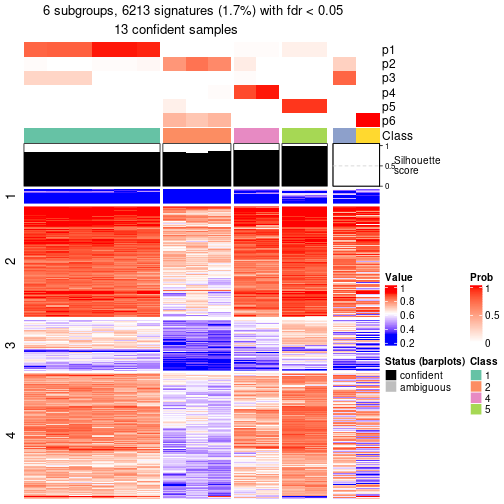 6 subgroups, 6213 signatures (1.7%) with fdr < 0.05
13 confident samples
p1
p2
p3
p4
p5
p6
Class
1
0.5
0
Silhouette
score
1
2
3
4
Value
1
0.8
0.6
0.4
0.2
Prob
1
0.5
0
Status (barplots)
confident
ambiguous
Class
1
2
4
5